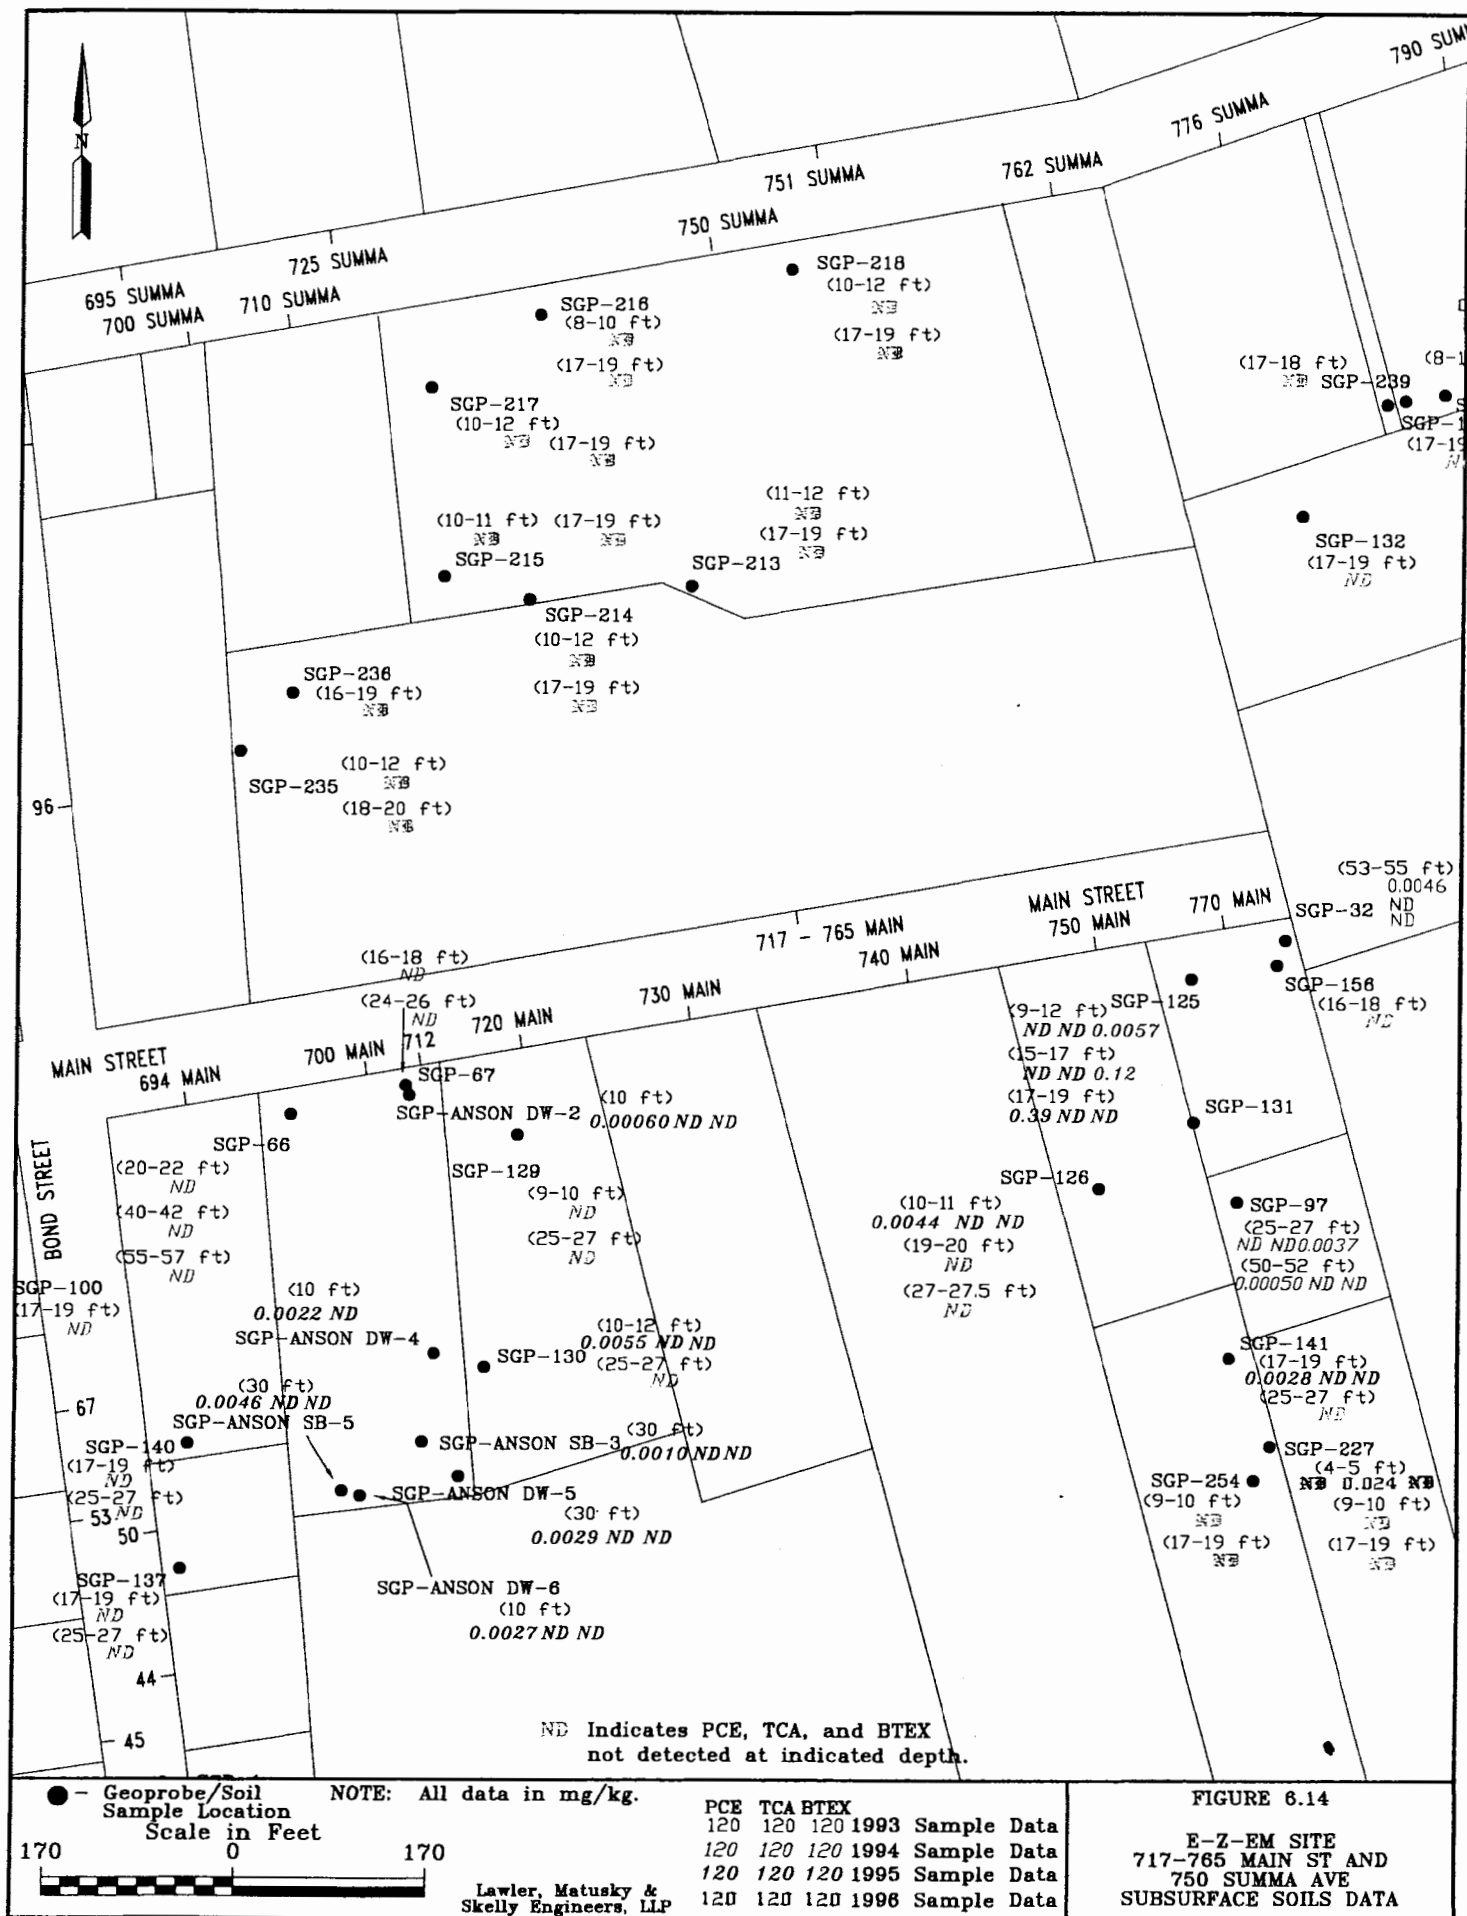 790 SUMM
776 SUMMA
762 SUMMA
751 SUMMA
750 SUMMA
725 SUMMA
695 SUMMA
710 SUMMA
700 SUMMA
N
SGP-218
(10-12 ft)
ND
(17-19 ft)
ND
SGP-216
(8-10 ft)
ND
(17-19 ft)
ND
SGP-217
(10-12 ft)
ND
(17-19 ft)
ND
(17-18 ft)
ND SGP-239
(8-1
SGP-1
(17-19
(11-12 ft)
ND
(17-19 ft)
ND
SGP-213
(10-11 ft) (17-19 ft)
ND ND
SGP-215
SGP-132
(17-19 ft)
ND
SGP-214
(10-12 ft)
ND
(17-19 ft)
ND
SGP-236
(16-19 ft)
ND
SGP-235
(10-12 ft)
ND
(18-20 ft)
ND
96
(53-55 ft)
0.0046
SGP-32 ND
ND
MAIN STREET
770 MAIN
750 MAIN
717 - 765 MAIN
740 MAIN
730 MAIN
720 MAIN
712
700 MAIN
MAIN STREET
694 MAIN
(16-18 ft)
ND
(24-26 ft)
ND
SGP-67
SGP-156
(16-18 ft)
ND
(9-12 ft) SGP-125
ND ND 0.0057
(15-17 ft)
ND ND 0.12
(17-19 ft)
0.39 ND ND
SGP-131
SGP-ANSON DW-2
(10 ft)
0.00060 ND ND
SGP-66
(20-22 ft)
ND
(40-42 ft)
ND
(55-57 ft)
ND
BOND STREET
SGP-129
(9-10 ft)
ND
(25-27 ft)
ND
SGP-126
(10-11 ft)
0.0044 ND ND
(19-20 ft)
ND
(27-27.5 ft)
ND
SGP-97
(25-27 ft)
ND ND 0.0037
(50-52 ft)
0.00050 ND ND
SGP-100
(17-19 ft)
ND
(10 ft)
0.0022 ND
SGP-ANSON DW-4
(10-12 ft)
0.0055 ND ND
SGP-130 (25-27 ft)
ND
SGP-141
(17-19 ft)
0.0028 ND ND
(25-27 ft)
ND
(30 ft)
0.0046 ND ND
SGP-ANSON SB-5
67
SGP-140
(17-19 ft)
ND
(25-27 ft)
ND
53
50
SGP-ANSON SB-3 (30 ft)
0.0010 ND ND
SGP-ANSON DW-5
(30 ft)
0.0029 ND ND
SGP-227
(4-5 ft)
ND 0.024 ND
(9-10 ft)
ND
(17-19 ft)
ND
SGP-254
(9-10 ft)
ND
(17-19 ft)
ND
SGP-137
(17-19 ft)
ND
(25-27 ft)
ND
SGP-ANSON DW-6
(10 ft)
0.0027 ND ND
44
45
ND Indicates PCE, TCA, and BTEX
not detected at indicated depth.
- Geoprobe/Soil
Sample Location
NOTE: All data in mg/kg.
Scale in Feet
170 0 170
Lawler, Matusky &
Skelly Engineers, LLP
PCE TCA BTEX
120 120 120 1993 Sample Data
120 120 120 1994 Sample Data
120 120 120 1995 Sample Data
120 120 120 1996 Sample Data
FIGURE 6.14
E-Z-EM SITE
717-765 MAIN ST AND
750 SUMMA AVE
SUBSURFACE SOILS DATA